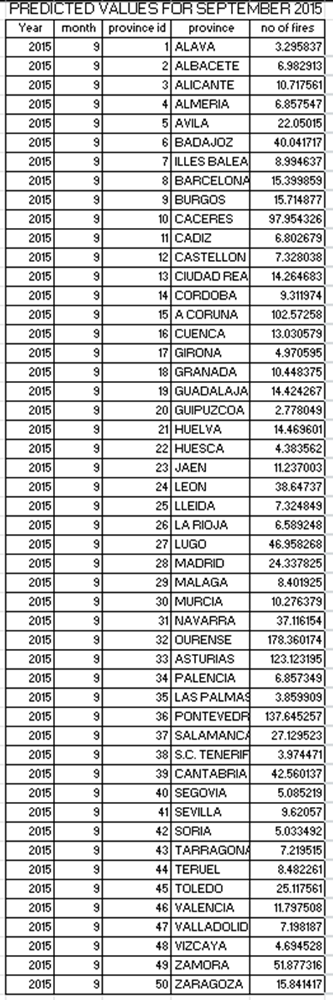 PREDICTED VALUES FOR SEPTEMBER 2015
Year month province id province no of fires
2015 9 1 ALAVA 3.295837
2015 9 2 ALBACETE 6.982913
2015 9 3 ALICANTE 10.717561
2015 9 4 ALMERIA 6.857547
2015 9 5 AVILA 22.05015
2015 9 6 BADAJOZ 40.041717
2015 9 7 ILLES BALEA 8.994637
2015 9 8 BARCELONA 15.399859
2015 9 9 BURGOS 15.714877
2015 9 10 CACERES 97.954326
2015 9 11 CADIZ 6.802679
2015 9 12 CASTELLON 7.328038
2015 9 13 CIUDAD REA 14.264683
2015 9 14 CORDOBA 9.311974
2015 9 15 A CORUNA 102.57258
2015 9 16 CUENCA 13.030579
2015 9 17 GIRONA 4.970595
2015 9 18 GRANADA 10.448375
2015 9 19 GUADALAJA 14.424267
2015 9 20 GUIPUZCOA 2.778049
2015 9 21 HUELVA 14.469601
2015 9 22 HUESCA 4.383562
2015 9 23 JAEN 11.237003
2015 9 24 LEON 38.64737
2015 9 25 LLEIDA 7.324849
2015 9 26 LA RIOJA 6.589248
2015 9 27 LUGO 46.958268
2015 9 28 MADRID 24.337825
2015 9 29 MALAGA 8.401925
2015 9 30 MURCIA 10.276379
2015 9 31 NAVARRA 37.116154
2015 9 32 OURENSE 178.360174
2015 9 33 ASTURIAS 123.123195
2015 9 34 PALENCIA 6.857349
2015 9 35 LAS PALMAS 3.859909
2015 9 36 PONTEVEDR 137.645257
2015 9 37 SALAMANCA 27.129523
2015 9 38 S.C. TENERIF 3.974471
2015 9 39 CANTABRIA 42.560137
2015 9 40 SEGOVIA 5.085219
2015 9 41 SEVILLA 9.62057
2015 9 42 SORIA 5.033492
2015 9 43 TARRAGONA 7.219515
2015 9 44 TERUEL 8.482261
2015 9 45 TOLEDO 25.117561
2015 9 46 VALENCIA 11.797508
2015 9 47 VALLADOLID 7.198187
2015 9 48 VIZCAYA 4.694528
2015 9 49 ZAMORA 51.877316
2015 9 50 ZARAGOZA 15.841417